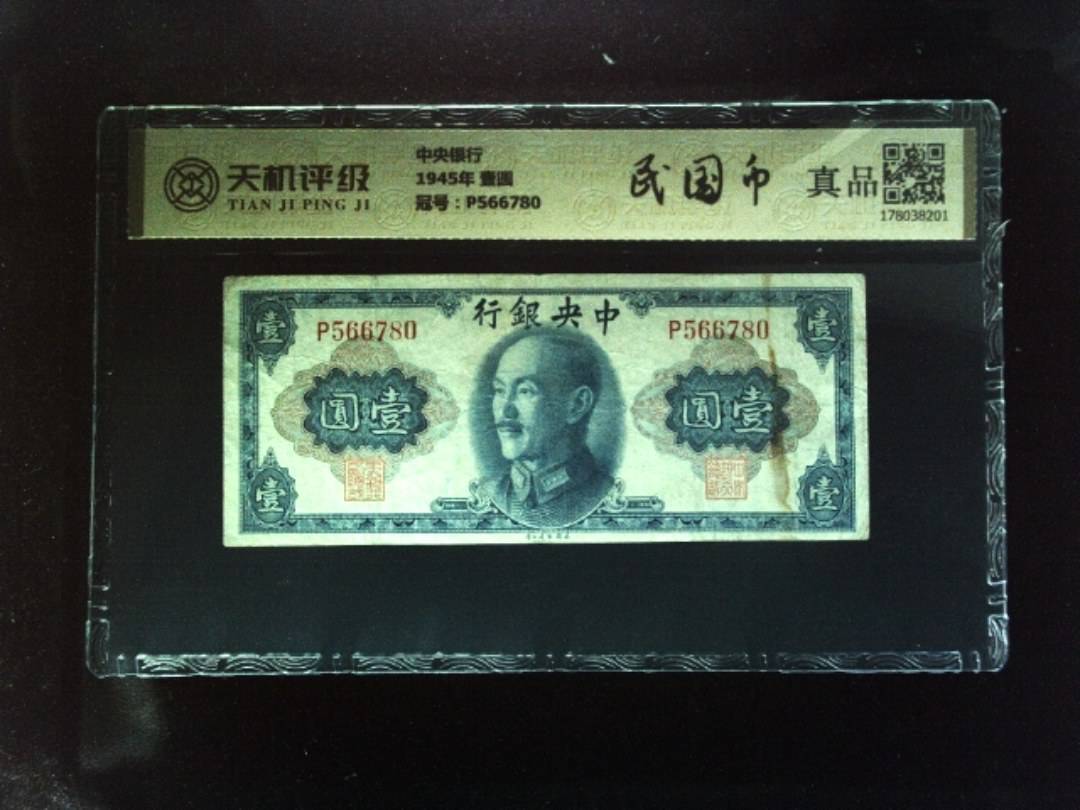 天机评级
TIAN JI PING JI
中央银行
1945年 壹圆
冠号：P566780
民国币
真品
178038201
行銀央中
P566780
P566780
壹
壹
圓壹
圓壹
壹
壹